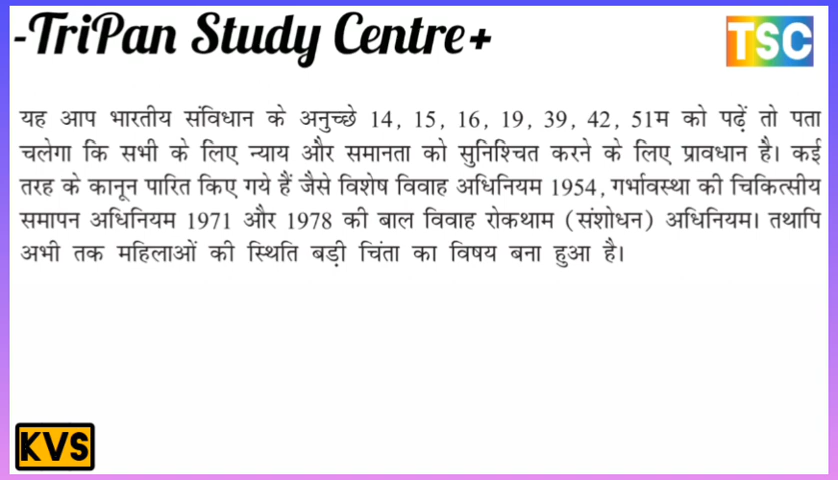 -TriPan Study Centre+
TSC
यह आप भारतीय संविधान के अनुच्छे 14, 15, 16, 19, 39, 42, 51म को पढ़ें तो पता
चलेगा कि सभी के लिए न्याय और समानता को सुनिश्चित करने के लिए प्रावधान है। कई
तरह के कानून पारित किए गये हैं जैसे विशेष विवाह अधिनियम 1954, गर्भावस्था की चिकित्सीय
समापन अधिनियम 1971 और 1978 की बाल विवाह रोकथाम (संशोधन) अधिनियम। तथापि
अभी तक महिलाओं की स्थिति बड़ी चिंता का विषय बना हुआ है।
KVS